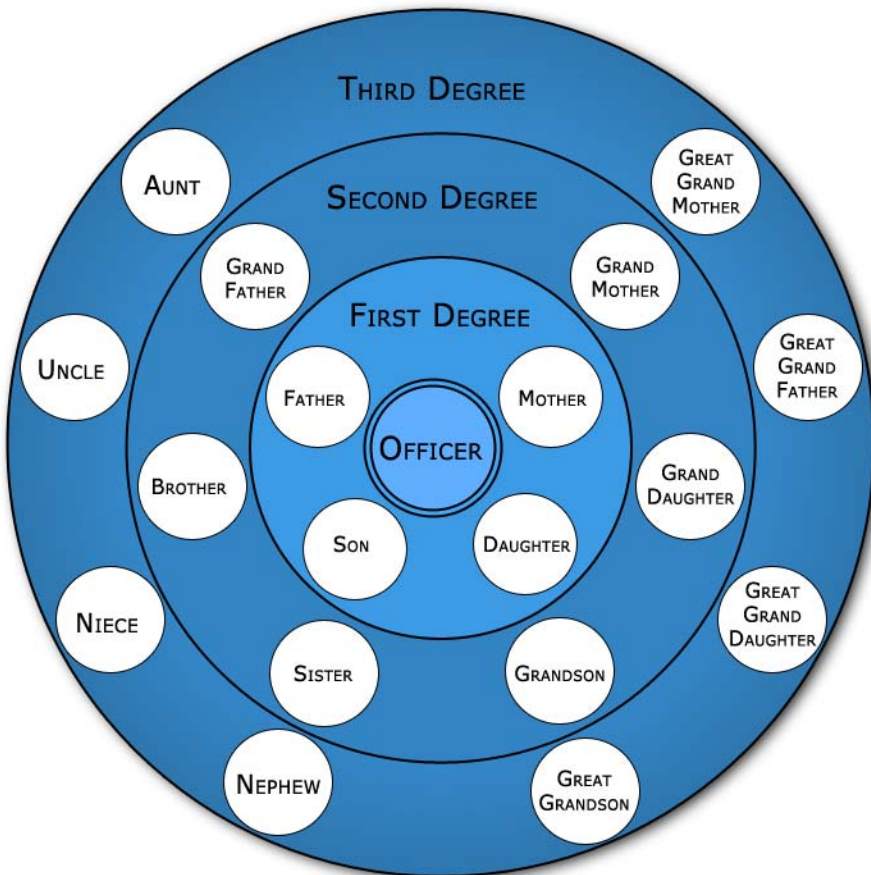 THIRD DEGREE
AUNT
GREAT
GRAND
MOTHER
SECOND DEGREE
GRAND
FATHER
GRAND
MOTHER
FIRST DEGREE
UNCLE
GREAT
GRAND
FATHER
FATHER
MOTHER
OFFICER
BROTHER
GRAND
DAUGHTER
SON
DAUGHTER
NIECE
GREAT
GRAND
DAUGHTER
SISTER
GRANDSON
NEPHEW
GREAT
GRANDSON